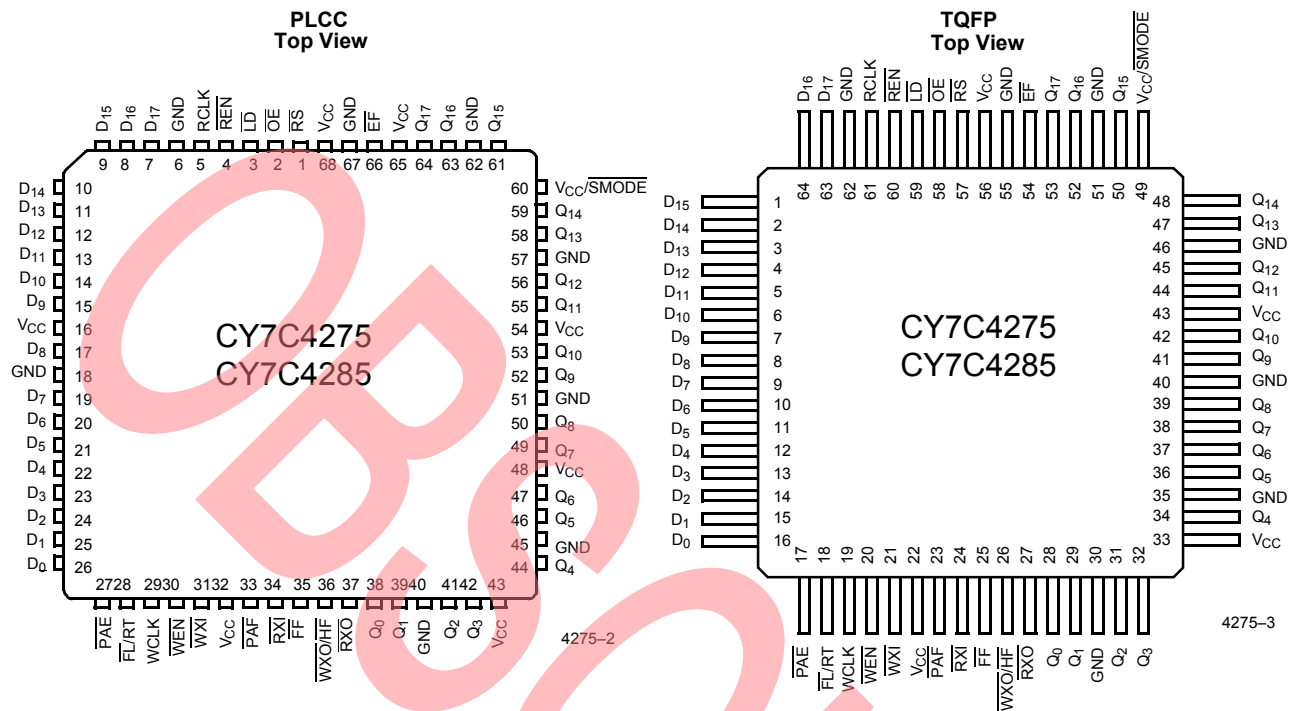 PLCC
Top View
D15 D16 D17 GND RCLK REN LD OE RS VCC GND EF VCC Q17 Q16 GND Q15
9 8 7 6 5 4 3 2 1 68 67 66 65 64 63 62 61
D14 10
D13 11
D12 12
D11 13
D10 14
D9 15
VCC 16
D8 17
GND 18
D7 19
D6 20
D5 21
D4 22
D3 23
D2 24
D1 25
D0 26
CY7C4275
CY7C4285
60 VCC/SMODE
59 Q14
58 Q13
57 GND
56 Q12
55 Q11
54 VCC
53 Q10
52 Q9
51 GND
50 Q8
49 Q7
48 VCC
47 Q6
46 Q5
45 GND
44 Q4
27 28 29 30 31 32 33 34 35 36 37 38 39 40 41 42 43
PAE FL/RT WCLK WEN WXI VCC PAF RXI FF WXO/HF RXO Q0 Q1 GND Q2 Q3 VCC
4275–2
TQFP
Top View
D16 D17 GND RCLK REN LD OE RS VCC GND EF Q17 Q16 GND Q15 VCC/SMODE
64 63 62 61 60 59 58 57 56 55 54 53 52 51 50 49
D15 1
D14 2
D13 3
D12 4
D11 5
D10 6
D9 7
D8 8
D7 9
D6 10
D5 11
D4 12
D3 13
D2 14
D1 15
D0 16
CY7C4275
CY7C4285
48 Q14
47 Q13
46 GND
45 Q12
44 Q11
43 VCC
42 Q10
41 Q9
40 GND
39 Q8
38 Q7
37 Q6
36 Q5
35 GND
34 Q4
33 VCC
17 18 19 20 21 22 23 24 25 26 27 28 29 30 31 32
PAE FL/RT WCLK WEN WXI VCC PAF RXI FF WXO/HF RXO Q0 Q1 GND Q2 Q3
4275–3
OBSO